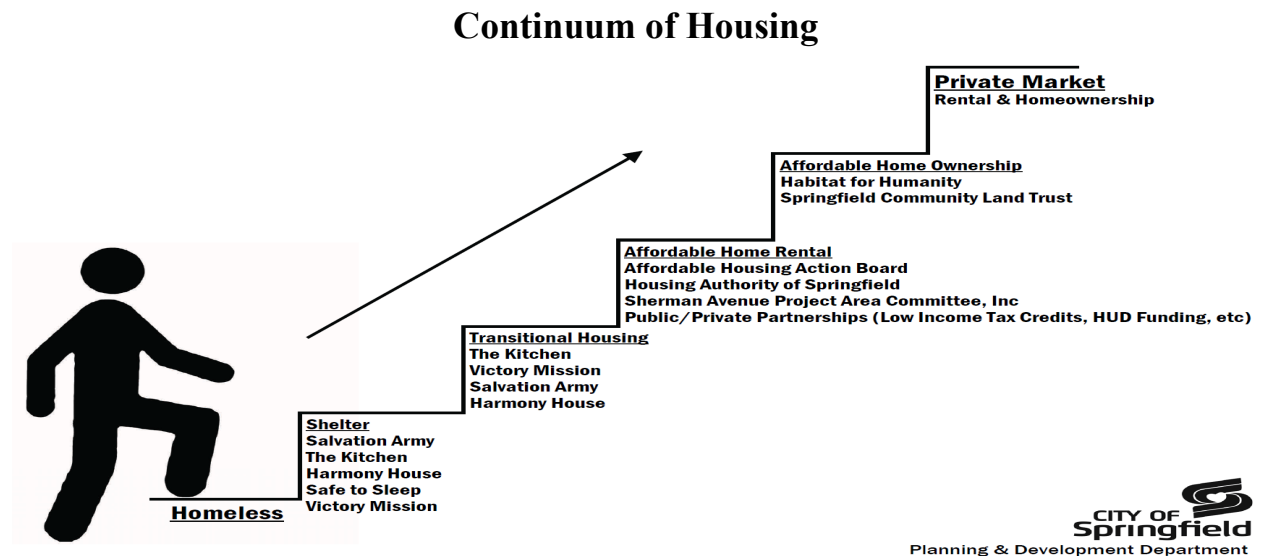 Continuum of Housing
Private Market
Rental & Homeownership
Affordable Home Ownership
Habitat for Humanity
Springfield Community Land Trust
Affordable Home Rental
Affordable Housing Action Board
Housing Authority of Springfield
Sherman Avenue Project Area Committee, Inc
Public/Private Partnerships (Low Income Tax Credits, HUD Funding, etc)
Transitional Housing
The Kitchen
Victory Mission
Salvation Army
Harmony House
Shelter
Salvation Army
The Kitchen
Harmony House
Safe to Sleep
Victory Mission
Homeless
CITY OF
Springfield
Planning & Development Department